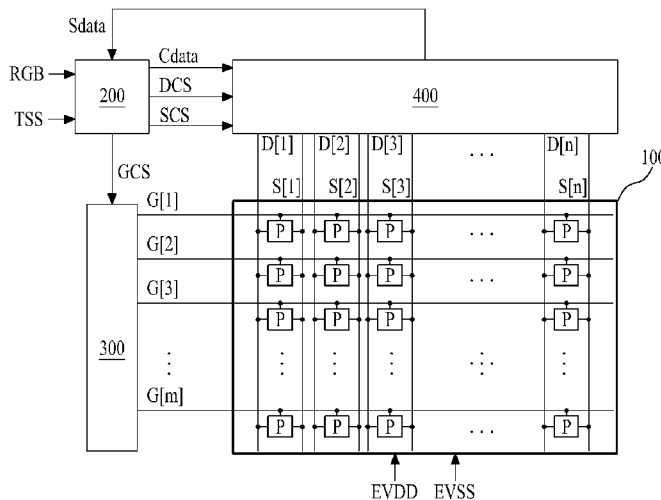 Sdata
RGB
TSS
200
Cdata
DCS
SCS
400
GCS
D[1] D[2] D[3] ... D[n]
S[1] S[2] S[3] S[n]
100
G[1]
P P P ... P
G[2]
P P P ... P
G[3]
P P P ... P
300
G[m]
P P P ... P
EVDD EVSS